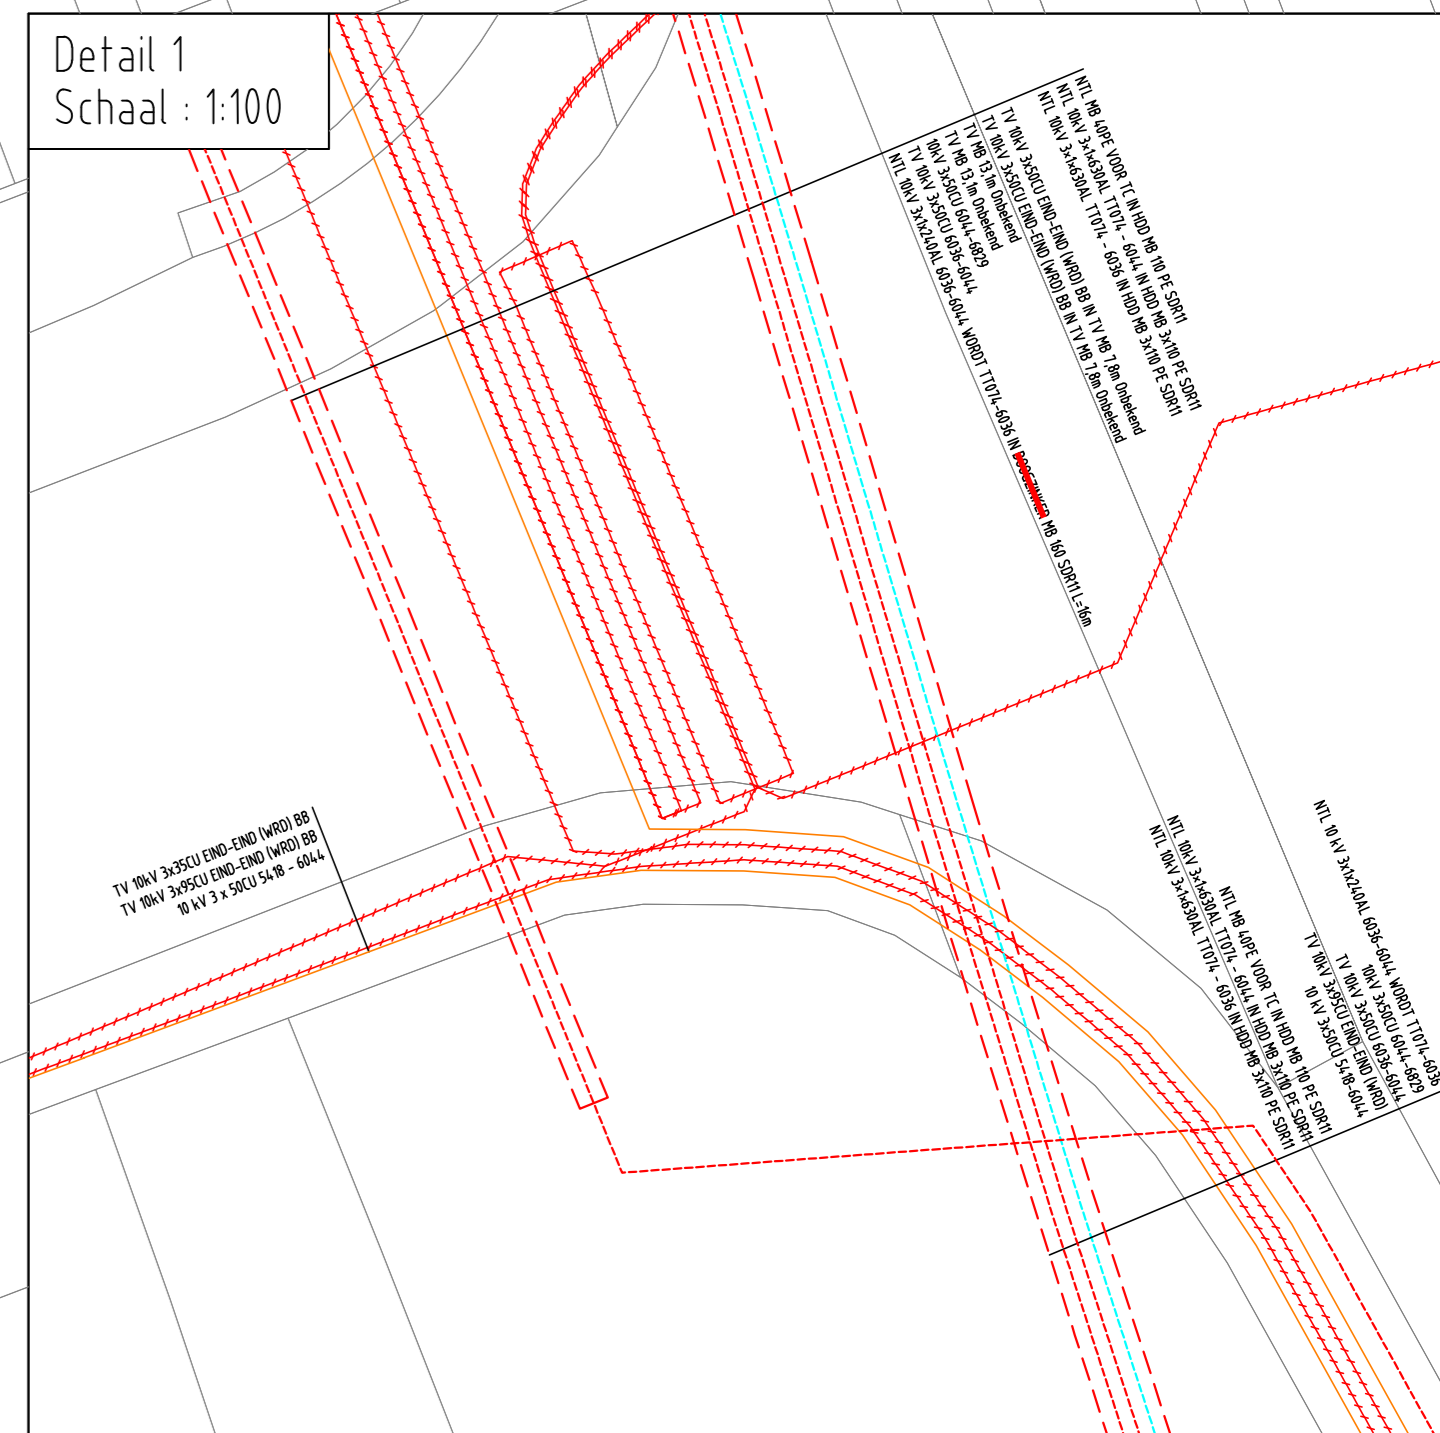 Detail 1
Schaal : 1:100
NTL MB 40PE VOOR TC IN HDD MB 110 PE SDR11
NTL 10kV 3x1x630AL TT074 - 6044 IN HDD MB 3x110 PE SDR11
NTL 10kV 3x1x630AL TT074 - 6036 IN HDD MB 3x110 PE SDR11
TV 10kV 3x50CU EIND-EIND (WRD) BB IN TV MB 7,8m Onbekend
TV 10kV 3x50CU EIND-EIND (WRD) BB IN TV MB 7,8m Onbekend
TV MB 13,1m Onbekend
TV MB 13,1m Onbekend
10kV 3x50CU 6044-6829
TV 10kV 3x50CU 6036-6044
NTL 10kV 3x1x240AL 6036-6044 WORDT TT074-6036 IN BOOGZINKER MB 160 SDR11 L=16m
TV 10kV 3x35CU EIND-EIND (WRD) BB
TV 10kV 3x95CU EIND-EIND (WRD) BB
10 kV 3 x 50CU 5418 - 6044
NTL 10 kV 3x1x240AL 6036-6044 WORDT TT074-6036
10kV 3x50CU 6044-6829
TV 10kV 3x50CU 6036-6044
TV 10kV 3x95CU EIND-EIND (WRD)
10 kV 3x50CU 5418-6044
NTL MB 40PE VOOR TC IN HDD MB 110 PE SDR11
NTL 10kV 3x1x630AL TT074 - 6044 IN HDD MB 3x110 PE SDR11
NTL 10kV 3x1x630AL TT074 - 6036 IN HDD MB 3x110 PE SDR11